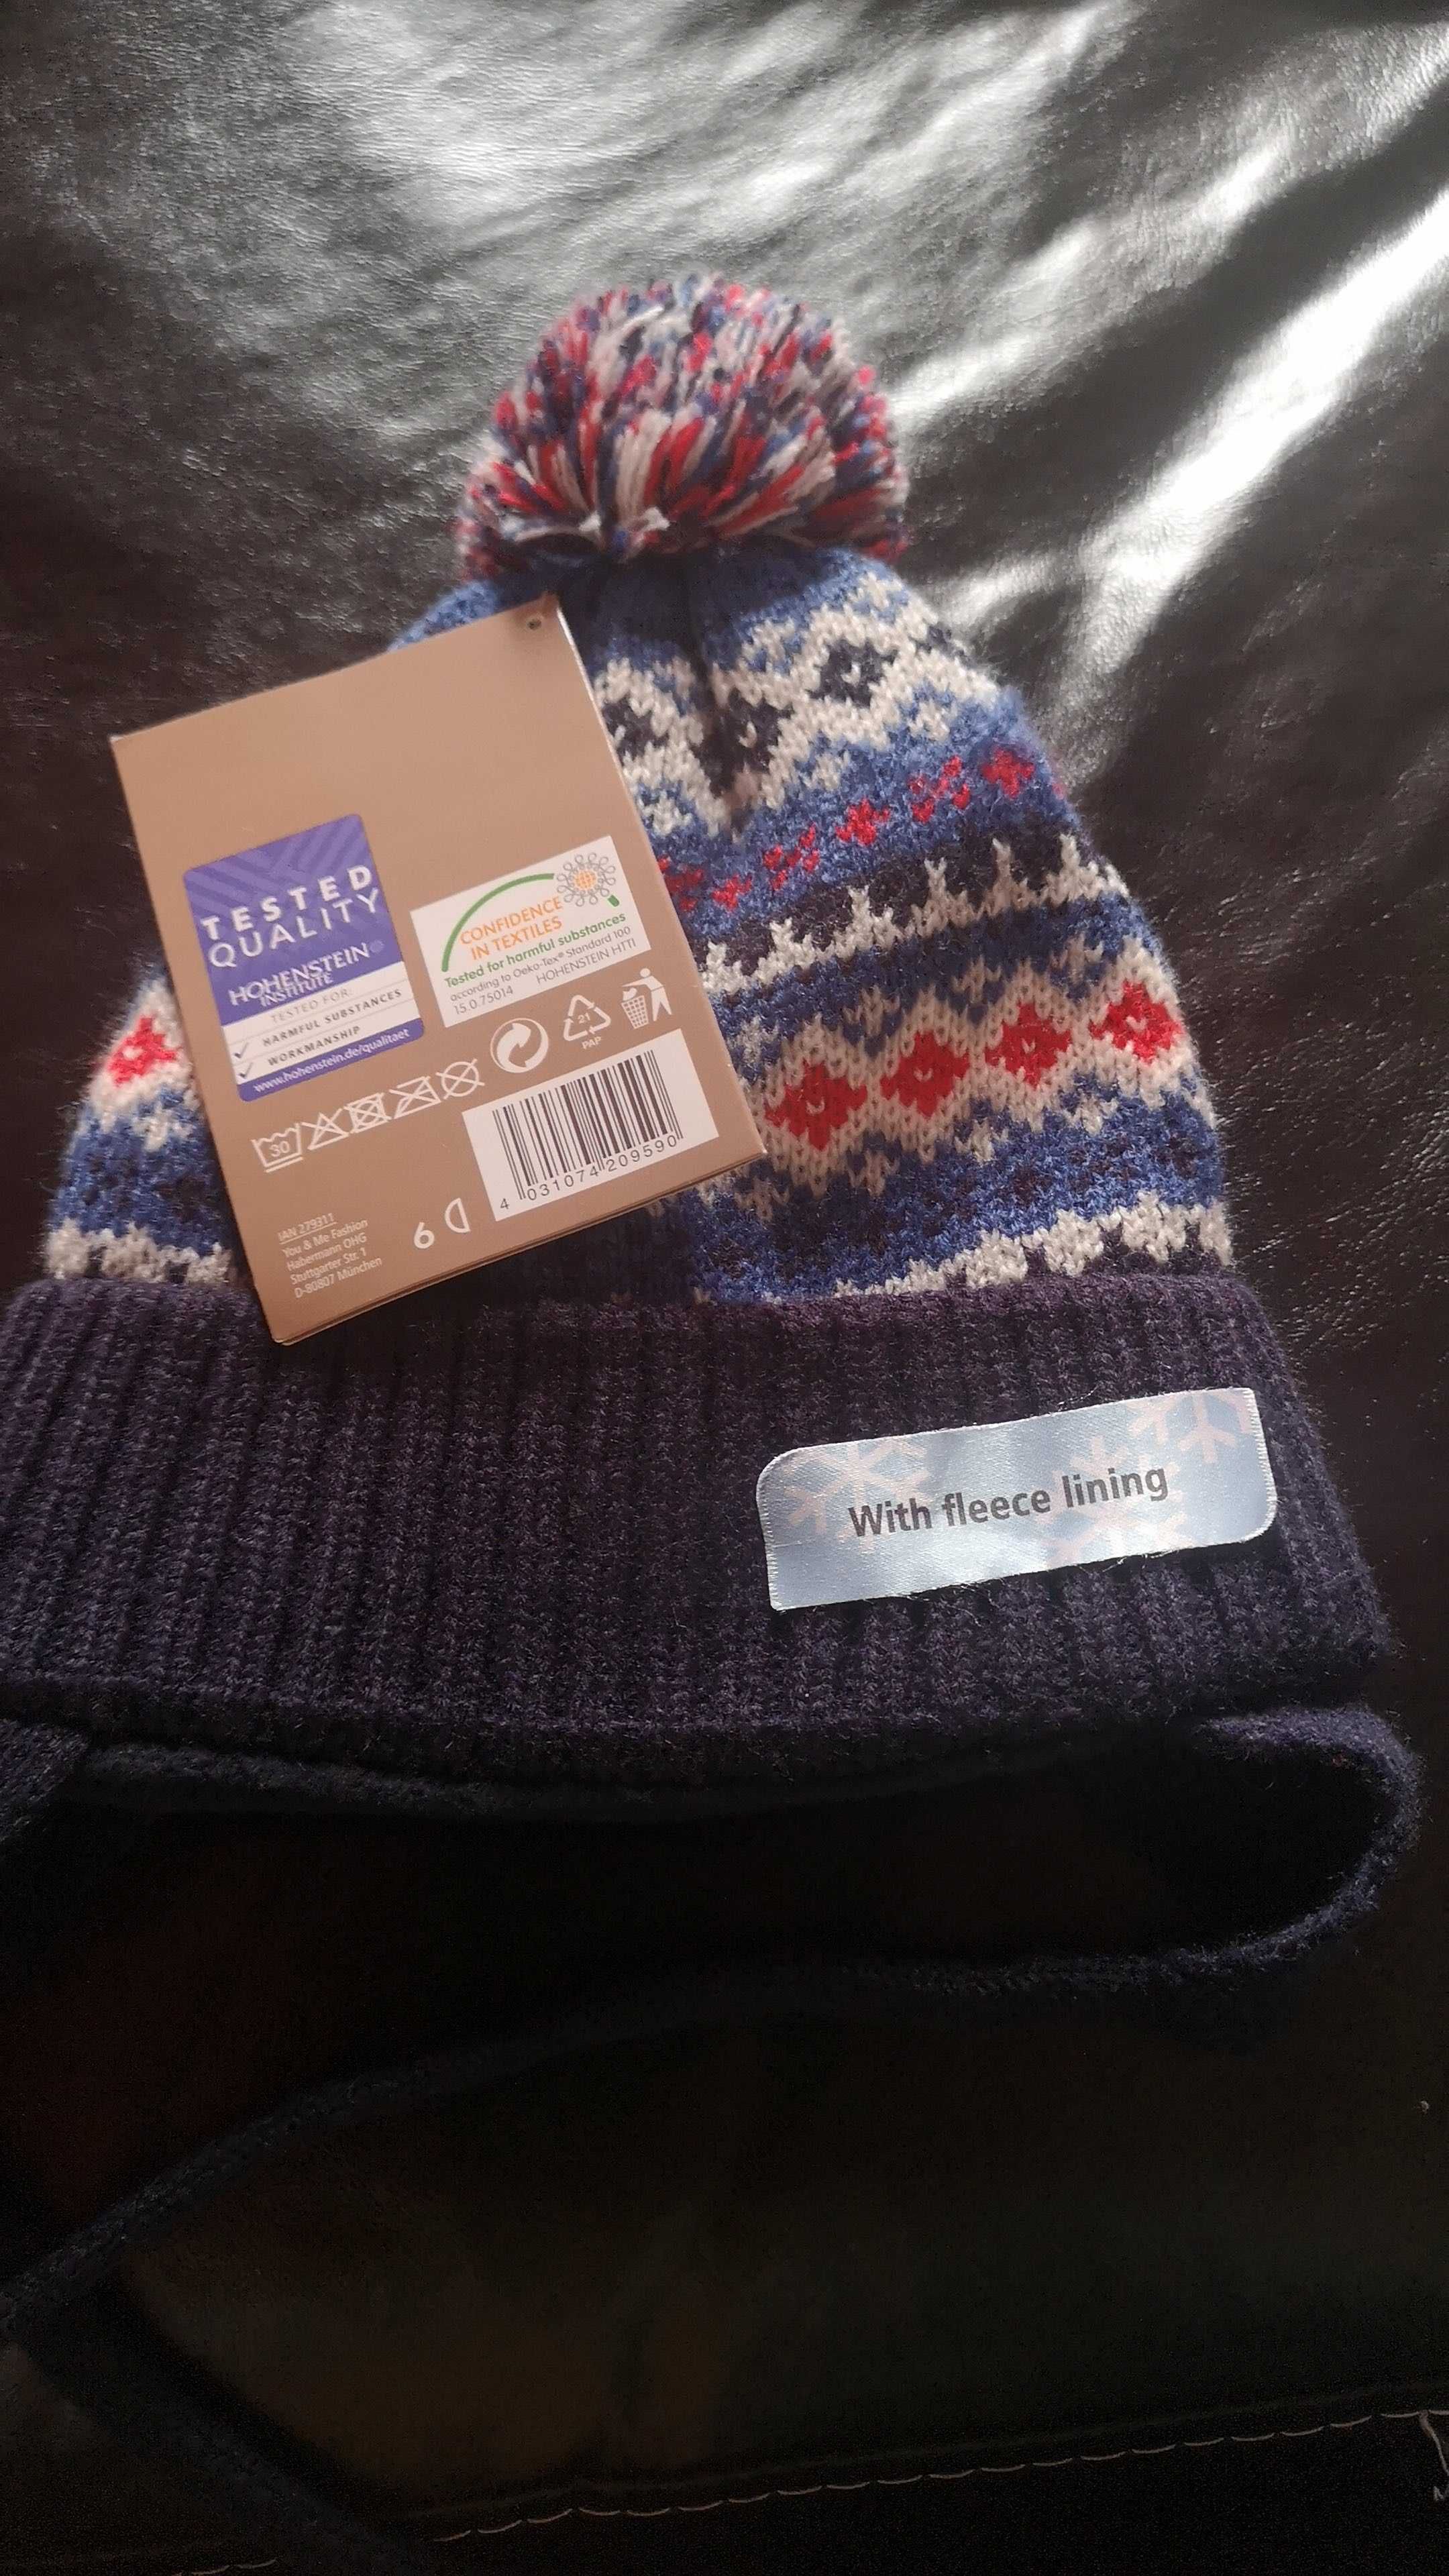 TESTED
QUALITY
HOHENSTEIN
INSTITUTE
TESTED FOR:
HARMFUL SUBSTANCES
WORKMANSHIP
www.hohenstein.de/qualitaet
CONFIDENCE
IN TEXTILES
Tested for harmful substances
according to Oeko-Tex® Standard 100
15.0.75014 HOHENSTEIN HTTI
30
21
PAP
4 031074 209590
6
IAN 279311
You & Me Fashion
Habermann OHG
Stuttgarter Str. 1
D-80807 München
With fleece lining